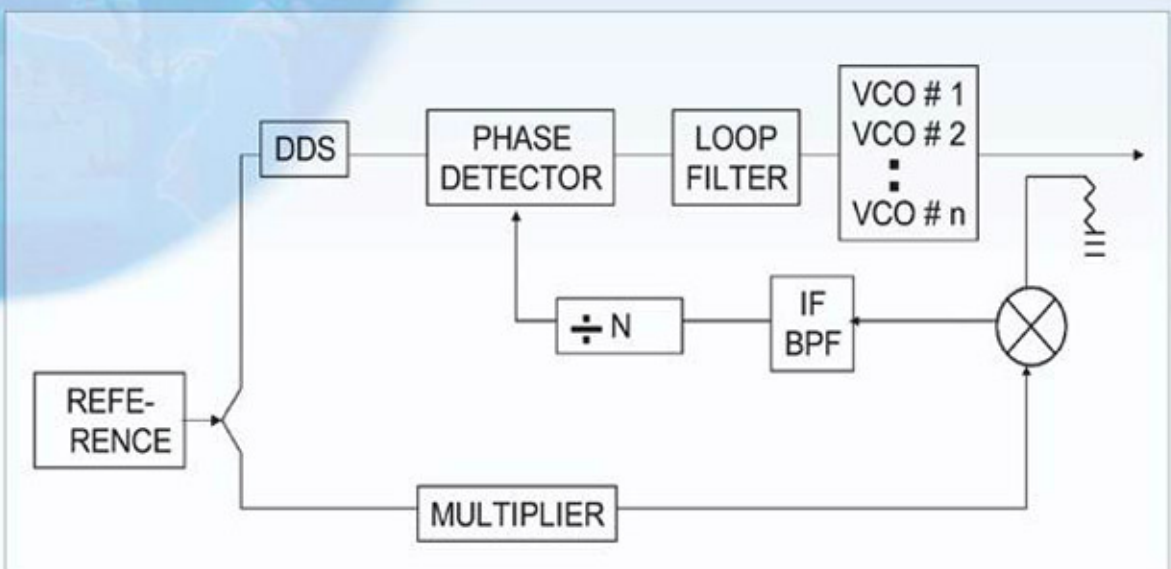 DDS
PHASE
DETECTOR
LOOP
FILTER
VCO # 1
VCO # 2
⋮
VCO # n
÷ N
IF
BPF
REFE-
RENCE
MULTIPLIER